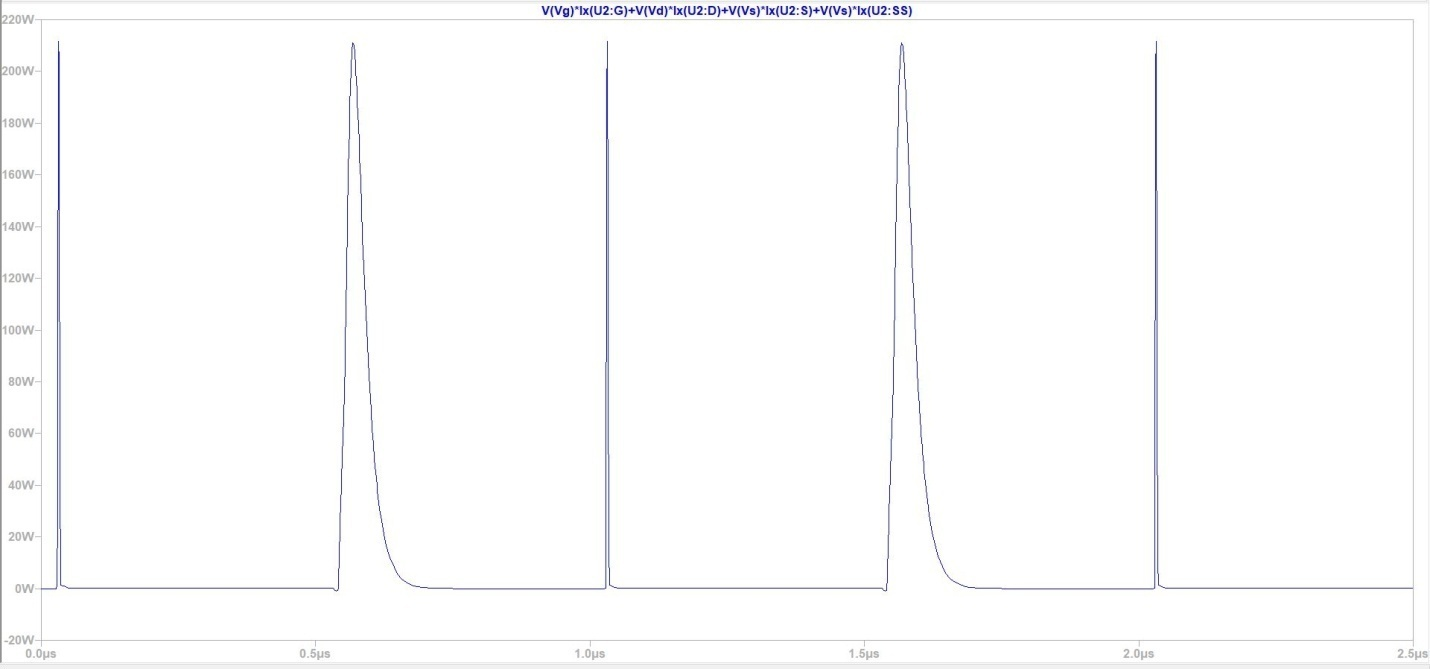 V(Vg)*Ix(U2:G)+V(Vd)*Ix(U2:D)+V(Vs)*Ix(U2:S)+V(Vs)*Ix(U2:SS)
220W
200W
180W
160W
140W
120W
100W
80W
60W
40W
20W
0W
-20W
0.0µs 0.5µs 1.0µs 1.5µs 2.0µs 2.5µs